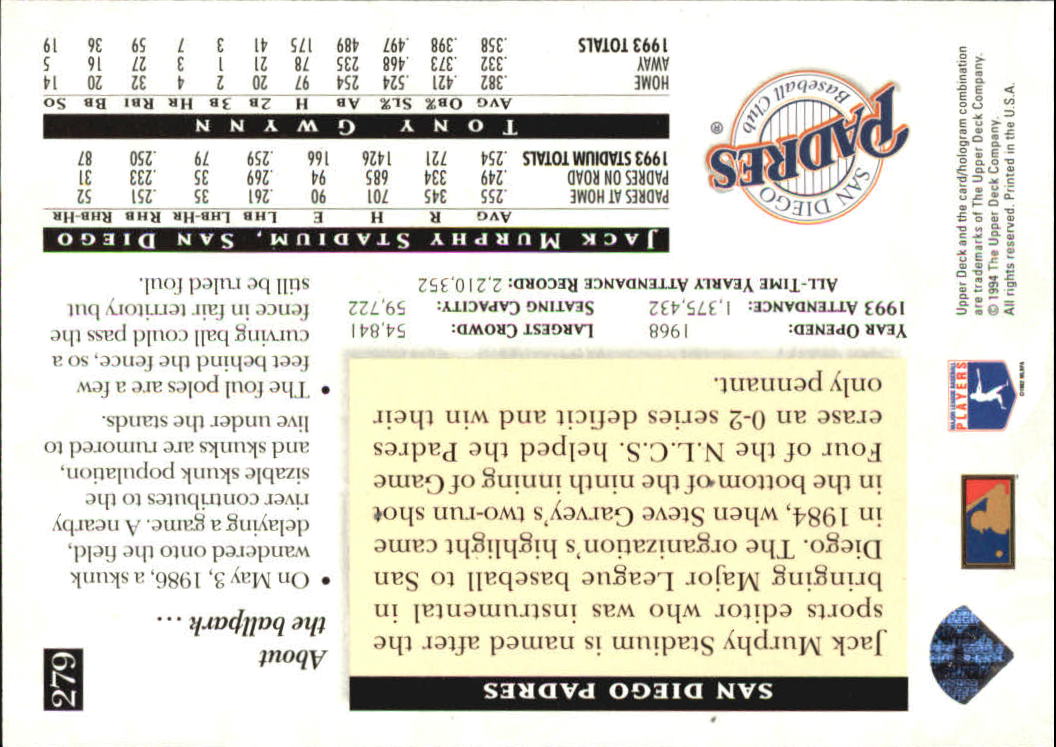 279
SAN DIEGO PADRES
Jack Murphy Stadium is named after the
sports editor who was instrumental in
bringing Major League baseball to San
Diego. The organization's highlight came
in 1984, when Steve Garvey's two-run shot
in the bottom of the ninth inning of Game
Four of the N.L.C.S. helped the Padres
erase an 0-2 series deficit and win their
only pennant.
YEAR OPENED: 1968 LARGEST CROWD: 54,841
1993 ATTENDANCE: 1,375,432 SEATING CAPACITY: 59,722
ALL-TIME YEARLY ATTENDANCE RECORD: 2,210,352
About
the ballpark ...
• On May 3, 1986, a skunk
wandered onto the field,
delaying a game. A nearby
river contributes to the
sizable skunk population,
and skunks are rumored to
live under the stands.
• The foul poles are a few
feet behind the fence, so a
curving ball could pass the
fence in fair territory but
still be ruled foul.
SAN DIEGO
PADRES
Baseball Club
®
JACK MURPHY STADIUM, SAN DIEGO
AVG R H E LHB LHB-HR RHB RHB-HR
PADRES AT HOME .255 345 701 90 .261 35 .251 52
PADRES ON ROAD .249 334 685 94 .269 35 .233 31
1993 STADIUM TOTALS .254 721 1426 166 .259 79 .250 87
TONY GWYNN
AVG OB% SL% AB H 2B 3B HR RBI BB SO
HOME .382 .421 .524 254 97 20 2 4 32 20 14
AWAY .332 .373 .468 235 78 21 1 3 27 16 5
1993 TOTALS .358 .398 .497 489 175 41 3 7 59 36 19
MAJOR LEAGUE BASEBALL
PLAYERS
©1992 MLBPA
Upper Deck and the card/hologram combination
are trademarks of The Upper Deck Company.
© 1994 The Upper Deck Company.
All rights reserved. Printed in the U.S.A.